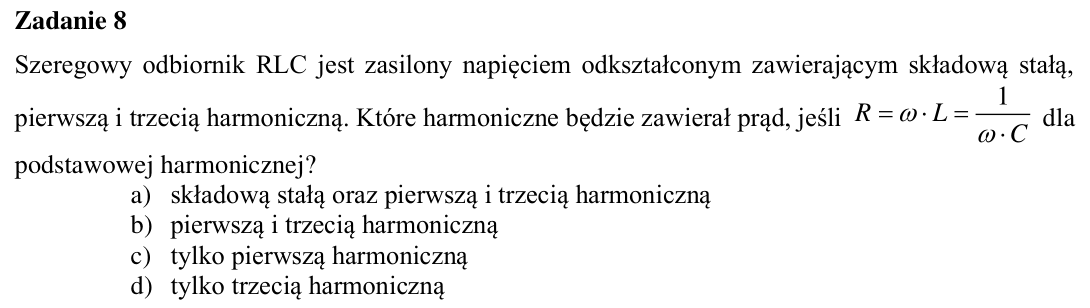 Zadanie 8
Szeregowy odbiornik RLC jest zasilony napięciem odkształconym zawierającym składową stałą,
pierwszą i trzecią harmoniczną. Które harmoniczne będzie zawierał prąd, jeśli R = ω · L = 1 / (ω · C) dla
podstawowej harmonicznej?
a) składową stałą oraz pierwszą i trzecią harmoniczną
b) pierwszą i trzecią harmoniczną
c) tylko pierwszą harmoniczną
d) tylko trzecią harmoniczną